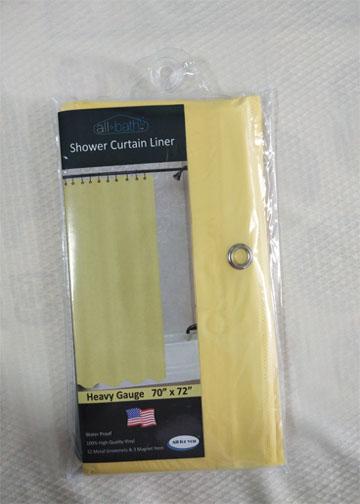 all-bath
Shower Curtain Liner
Heavy Gauge 70" x 72"
Water Proof
100% High Quality Vinyl
12 Metal Grommets & 3 Magnet Hem